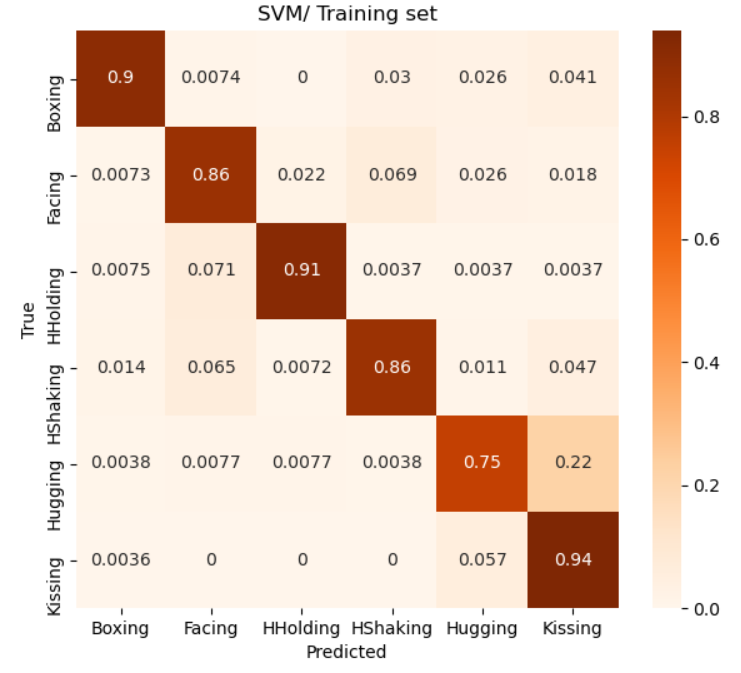 SVM/ Training set
True
Boxing 0.9 0.0074 0 0.03 0.026 0.041
Facing 0.0073 0.86 0.022 0.069 0.026 0.018
HHolding 0.0075 0.071 0.91 0.0037 0.0037 0.0037
HShaking 0.014 0.065 0.0072 0.86 0.011 0.047
Hugging 0.0038 0.0077 0.0077 0.0038 0.75 0.22
Kissing 0.0036 0 0 0 0.057 0.94
Boxing Facing HHolding HShaking Hugging Kissing
Predicted
0.8
0.6
0.4
0.2
0.0